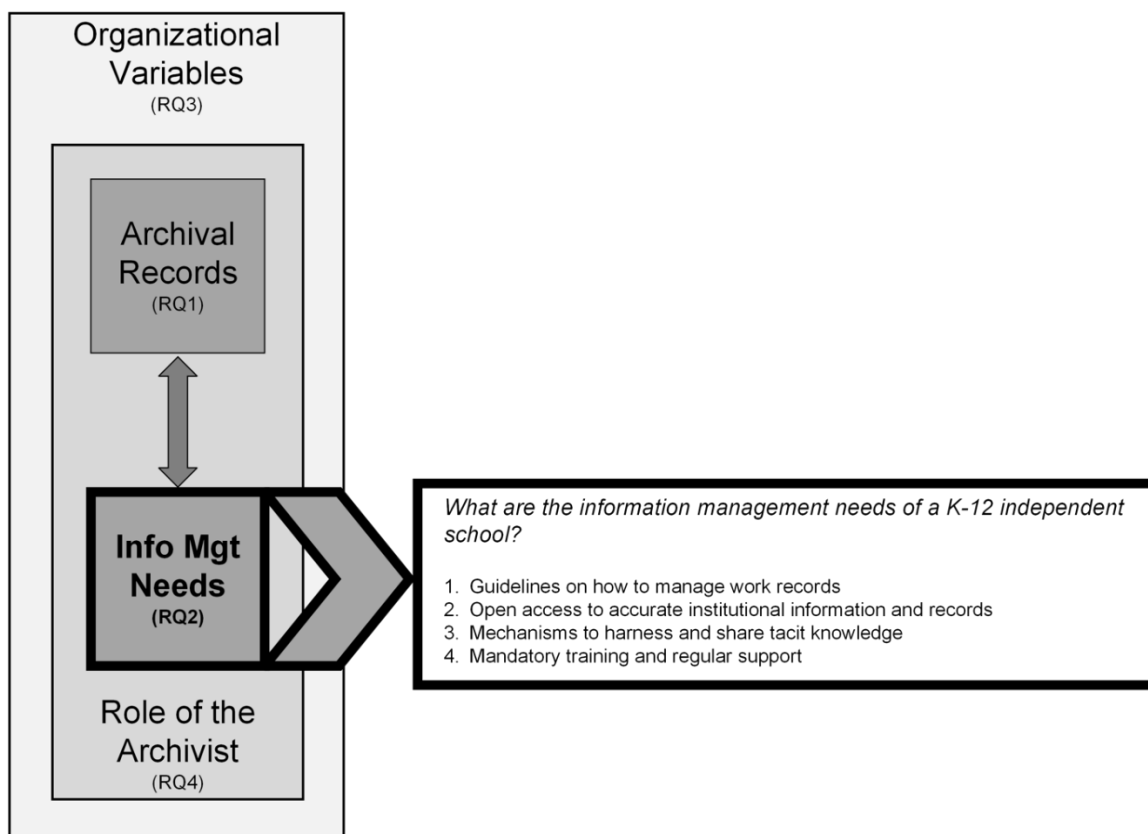 Organizational
Variables
(RQ3)
Archival
Records
(RQ1)
Info Mgt
Needs
(RQ2)
Role of the
Archivist
(RQ4)
What are the information management needs of a K-12 independent
school?
1. Guidelines on how to manage work records
2. Open access to accurate institutional information and records
3. Mechanisms to harness and share tacit knowledge
4. Mandatory training and regular support